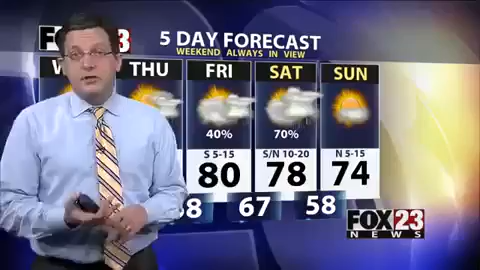 FOX23
5 DAY FORECAST
WEEKEND ALWAYS IN VIEW
THU FRI SAT SUN
40% 70%
S 5-15 S/N 10-20 N 5-15
80 78 74
67 58
FOX23
NEWS